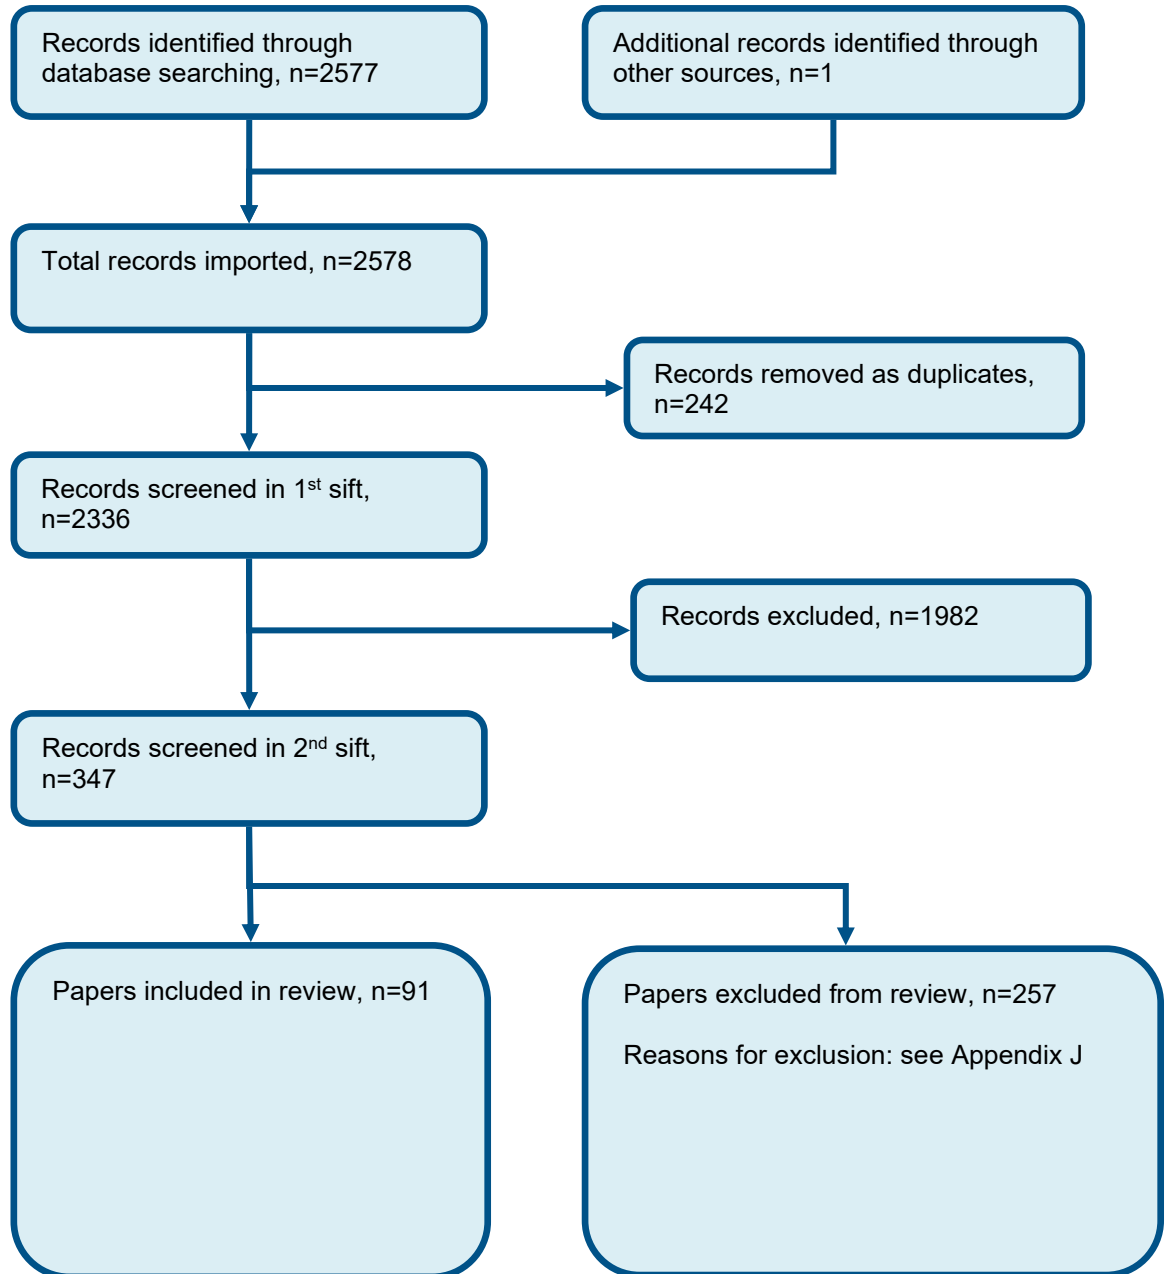 Records identified through
database searching, n=2577
Additional records identified through
other sources, n=1
Total records imported, n=2578
Records removed as duplicates,
n=242
Records screened in 1st sift,
n=2336
Records excluded, n=1982
Records screened in 2nd sift,
n=347
Papers included in review, n=91
Papers excluded from review, n=257
Reasons for exclusion: see Appendix J